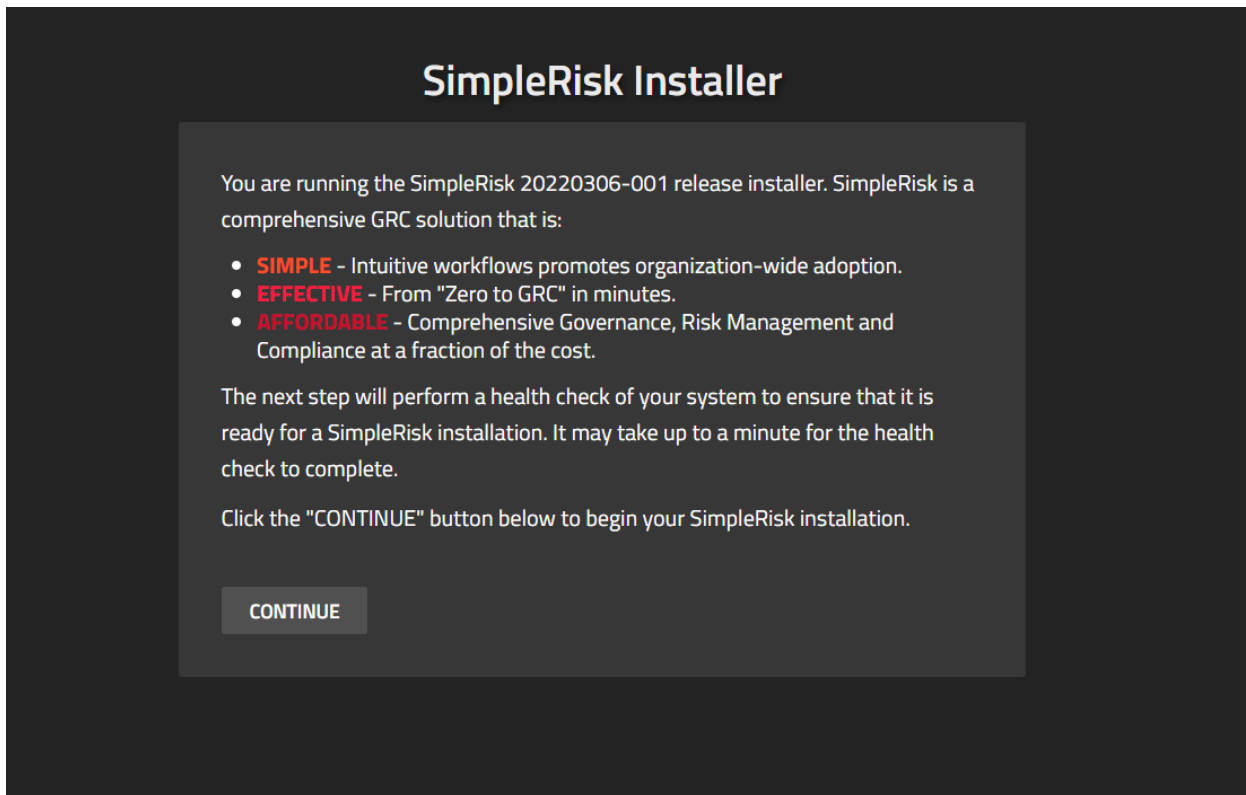 SimpleRisk Installer
You are running the SimpleRisk 20220306-001 release installer. SimpleRisk is a
comprehensive GRC solution that is:
• SIMPLE - Intuitive workflows promotes organization-wide adoption.
• EFFECTIVE - From "Zero to GRC" in minutes.
• AFFORDABLE - Comprehensive Governance, Risk Management and
Compliance at a fraction of the cost.
The next step will perform a health check of your system to ensure that it is
ready for a SimpleRisk installation. It may take up to a minute for the health
check to complete.
Click the "CONTINUE" button below to begin your SimpleRisk installation.
CONTINUE